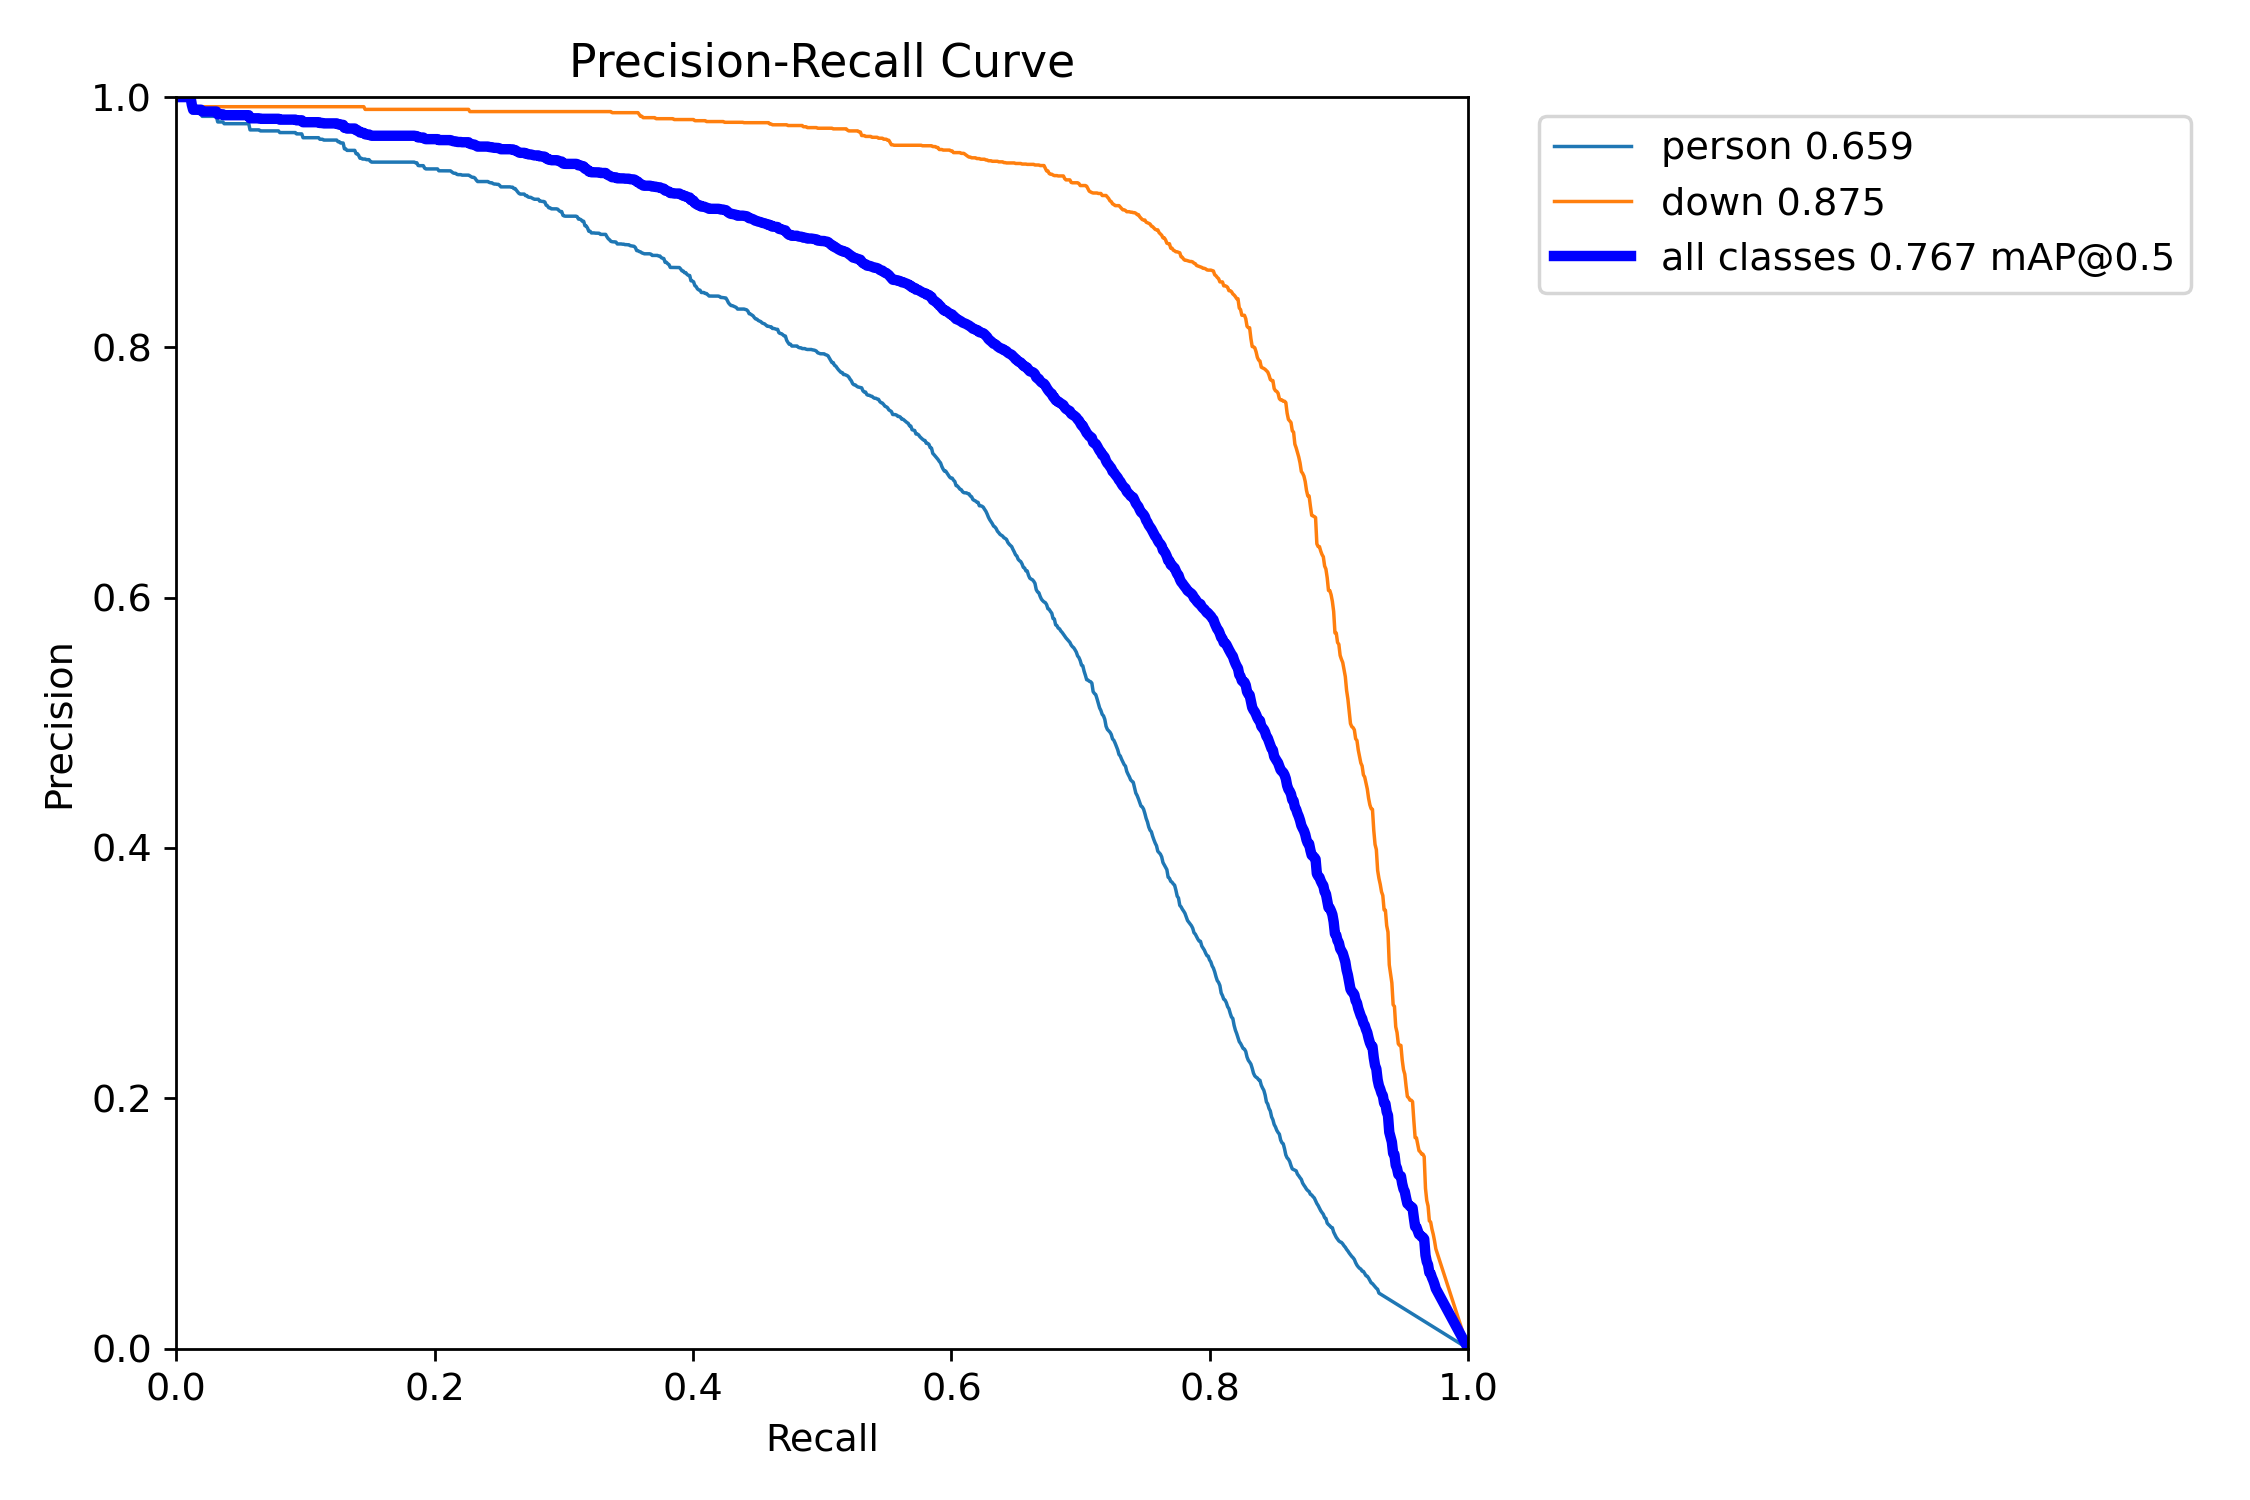 Precision-Recall Curve
person 0.659
down 0.875
all classes 0.767 mAP@0.5
Precision
1.0
0.8
0.6
0.4
0.2
0.0
0.0 0.2 0.4 0.6 0.8 1.0
Recall